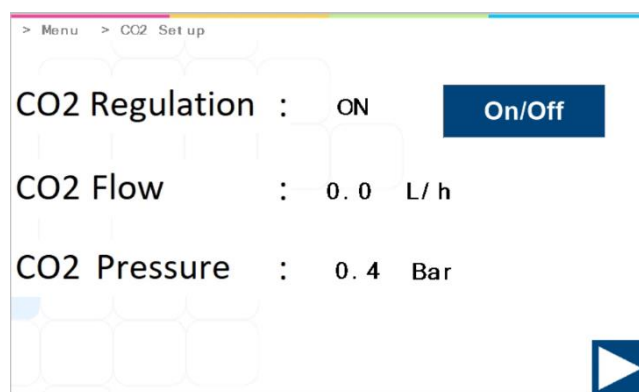 > Menu > CO2 Set up
CO2 Regulation : ON On/Off
CO2 Flow : 0.0 L/h
CO2 Pressure : 0.4 Bar